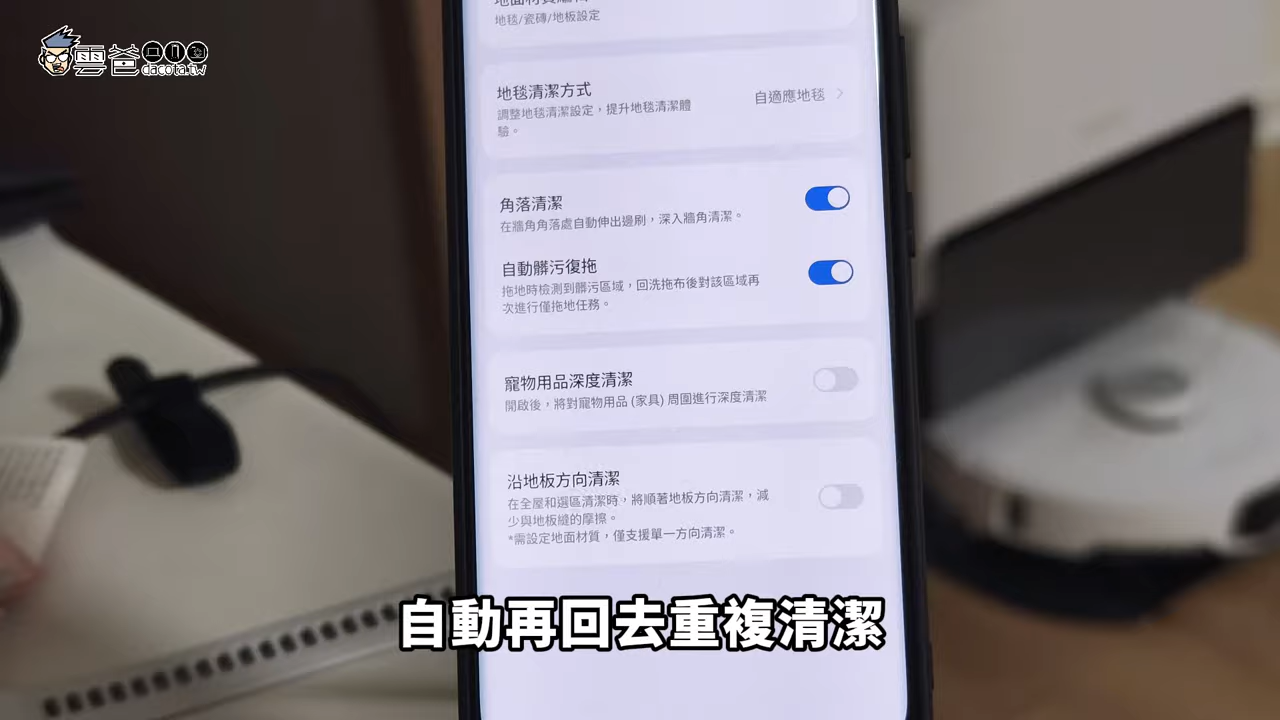 雲爸
dacota.tw
地毯/瓷磚/地板設定
地毯清潔方式
調整地毯清潔設定,提升地毯清潔體
驗。
自適應地毯
角落清潔
在牆角角落處自動伸出邊刷,深入牆角清潔。
自動髒污復拖
拖地時檢測到髒污區域,回洗拖布後對該區域再
次進行僅拖地任務。
寵物用品深度清潔
開啟後,將對寵物用品 (家具) 周圍進行深度清潔
沿地板方向清潔
在全屋和選區清潔時,將順著地板方向清潔,減
少與地板縫的摩擦。
*需設定地面材質,僅支援單一方向清潔。
自動再回去重複清潔